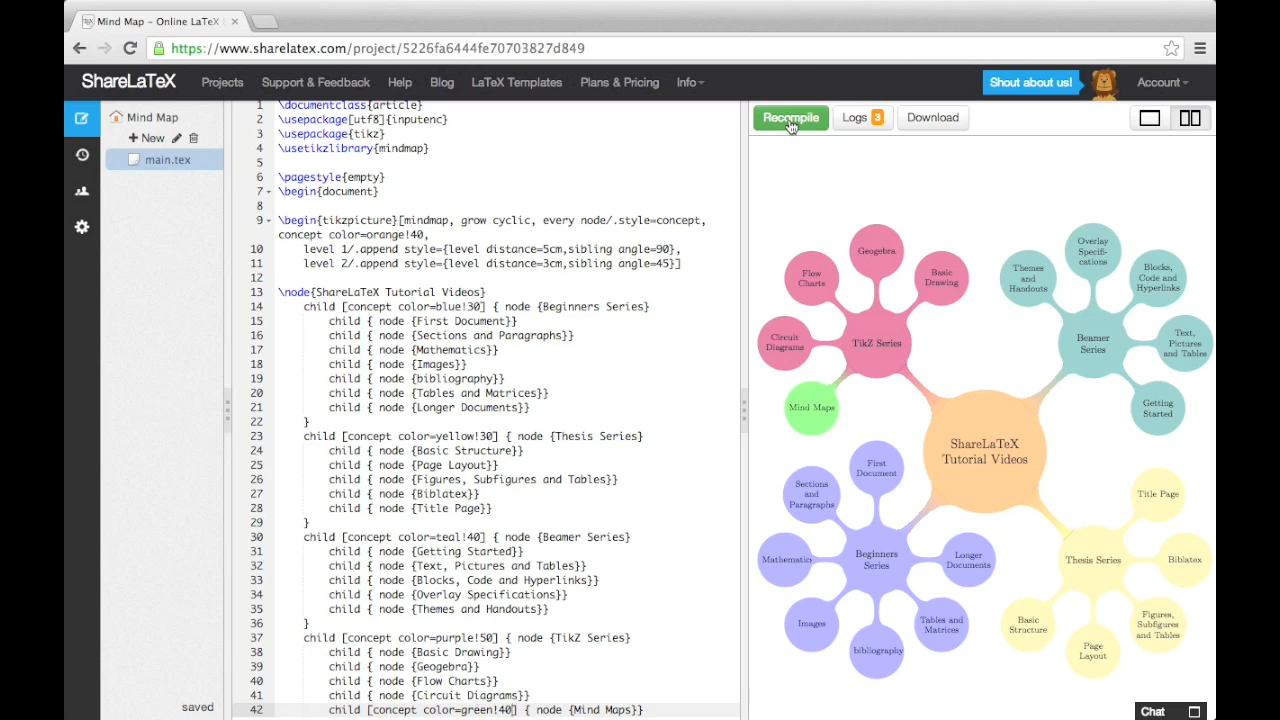 Mind Map – Online LaTeX
https://www.sharelatex.com/project/5226fa6444fe70703827d849
ShareLaTeX Projects Support & Feedback Help Blog LaTeX Templates Plans & Pricing Info Shout about us! Account
Mind Map
New
main.tex
saved
1 \documentclass{article}
2 \usepackage[utf8]{inputenc}
3 \usepackage{tikz}
4 \usetikzlibrary{mindmap}
5
6 \pagestyle{empty}
7 \begin{document}
8
9 \begin{tikzpicture}[mindmap, grow cyclic, every node/.style=concept,
concept color=orange!40,
10 level 1/.append style={level distance=5cm,sibling angle=90},
11 level 2/.append style={level distance=3cm,sibling angle=45}]
12
13 \node{ShareLaTeX Tutorial Videos}
14 child [concept color=blue!30] { node {Beginners Series}
15 child { node {First Document}}
16 child { node {Sections and Paragraphs}}
17 child { node {Mathematics}}
18 child { node {Images}}
19 child { node {bibliography}}
20 child { node {Tables and Matrices}}
21 child { node {Longer Documents}}
22 }
23 child [concept color=yellow!30] { node {Thesis Series}
24 child { node {Basic Structure}}
25 child { node {Page Layout}}
26 child { node {Figures, Subfigures and Tables}}
27 child { node {Biblatex}}
28 child { node {Title Page}}
29 }
30 child [concept color=teal!40] { node {Beamer Series}
31 child { node {Getting Started}}
32 child { node {Text, Pictures and Tables}}
33 child { node {Blocks, Code and Hyperlinks}}
34 child { node {Overlay Specifications}}
35 child { node {Themes and Handouts}}
36 }
37 child [concept color=purple!50] { node {TikZ Series}
38 child { node {Basic Drawing}}
39 child { node {Geogebra}}
40 child { node {Flow Charts}}
41 child { node {Circuit Diagrams}}
42 child [concept color=green!40] { node {Mind Maps}}
Recompile Logs 3 Download
Geogebra
Flow
Charts
Basic
Drawing
Circuit
Diagrams
TikZ Series
Mind Maps
Overlay
Specifi-
cations
Themes
and
Handouts
Blocks,
Code and
Hyperlinks
Beamer
Series
Text,
Pictures
and Tables
Getting
Started
ShareLaTeX
Tutorial Videos
First
Document
Sections
and
Paragraphs
Mathematic
Beginners
Series
Longer
Documents
Images
bibliography
Tables and
Matrices
Title Page
Thesis Series
Biblatex
Basic
Structure
Page
Layout
Figures,
Subfigures
and Tables
Chat